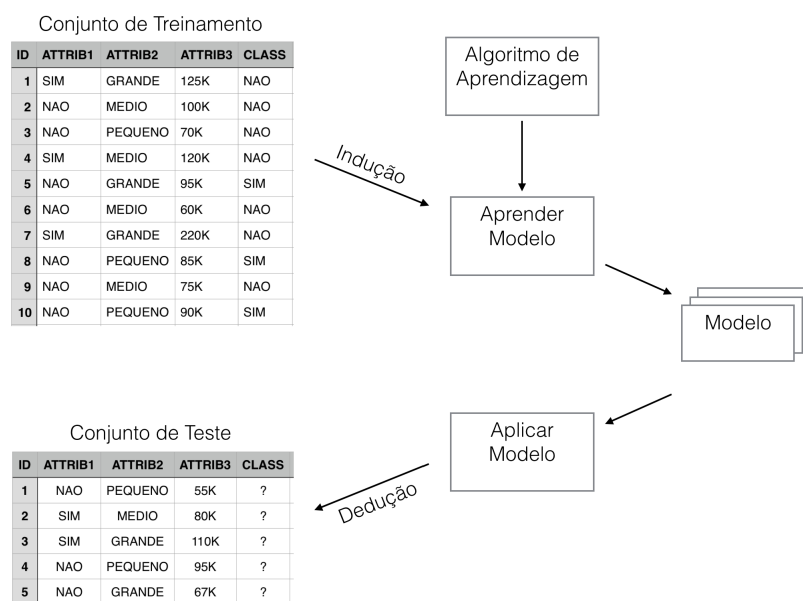 Conjunto de Treinamento
ID ATTRIB1 ATTRIB2 ATTRIB3 CLASS
1 SIM GRANDE 125K NAO
2 NAO MEDIO 100K NAO
3 NAO PEQUENO 70K NAO
4 SIM MEDIO 120K NAO
5 NAO GRANDE 95K SIM
6 NAO MEDIO 60K NAO
7 SIM GRANDE 220K NAO
8 NAO PEQUENO 85K SIM
9 NAO MEDIO 75K NAO
10 NAO PEQUENO 90K SIM
Indução
Algoritmo de
Aprendizagem
Aprender
Modelo
Modelo
Aplicar
Modelo
Dedução
Conjunto de Teste
ID ATTRIB1 ATTRIB2 ATTRIB3 CLASS
1 NAO PEQUENO 55K ?
2 SIM MEDIO 80K ?
3 SIM GRANDE 110K ?
4 NAO PEQUENO 95K ?
5 NAO GRANDE 67K ?